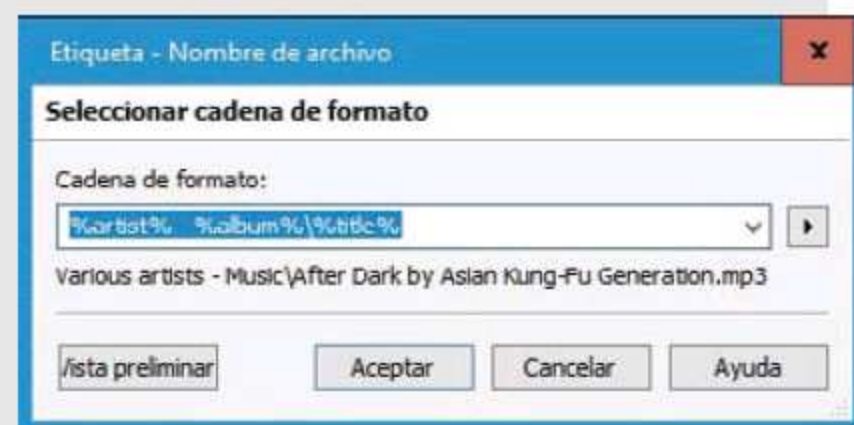 Etiqueta - Nombre de archivo
Seleccionar cadena de formato
Cadena de formato:
%artist% %album%\%title%
Various artists - Music\After Dark by Asian Kung-Fu Generation.mp3
/ista preliminar Aceptar Cancelar Ayuda